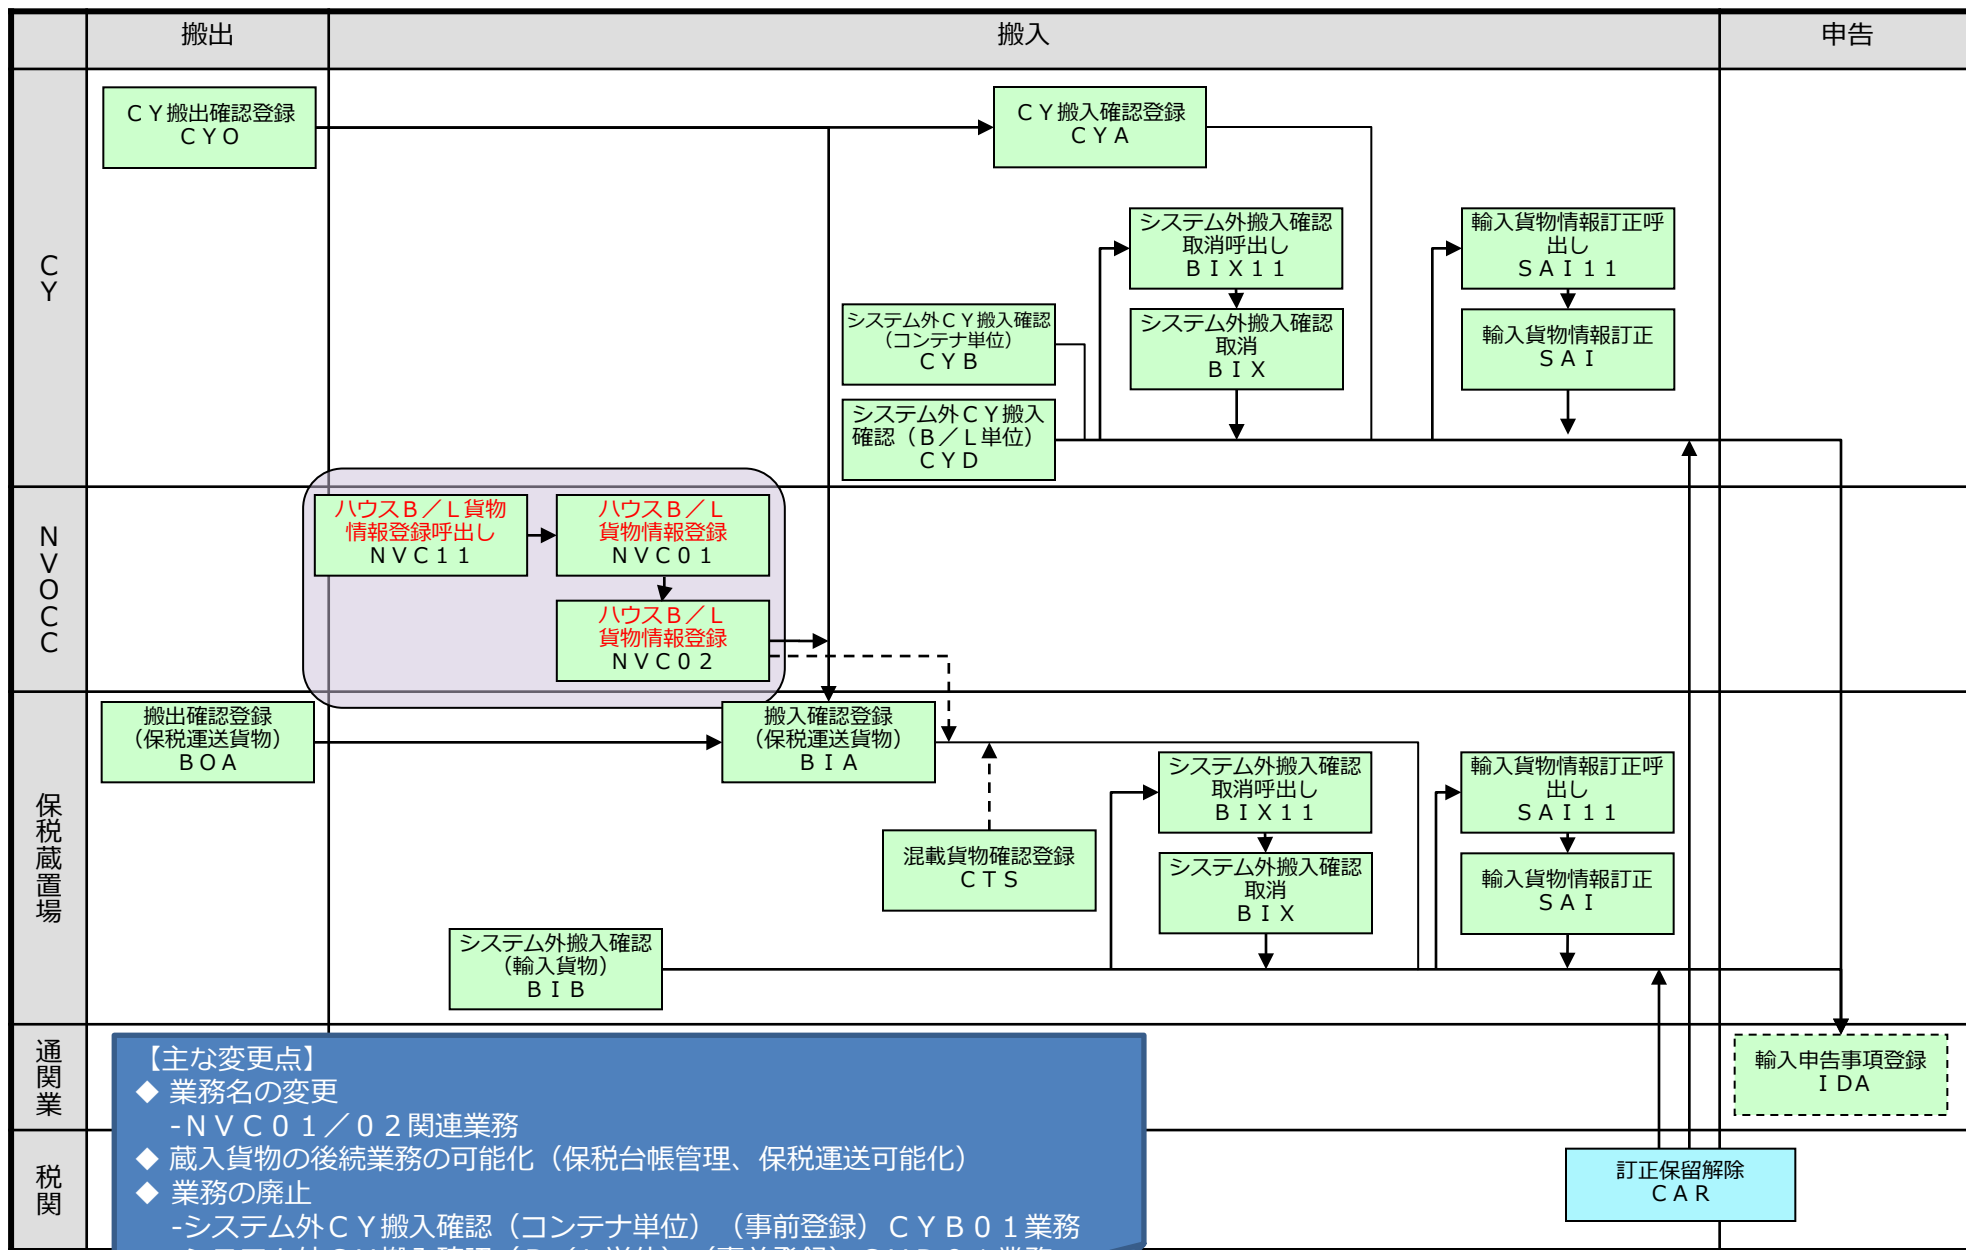 搬出
搬入
申告
ＣＹ
ＣＹ搬出確認登録
ＣＹＯ
ＣＹ搬入確認登録
ＣＹＡ
システム外搬入確認
取消呼出し
ＢＩＸ１１
輸入貨物情報訂正呼
出し
ＳＡＩ１１
システム外ＣＹ搬入確認
（コンテナ単位）
ＣＹＢ
システム外搬入確認
取消
ＢＩＸ
輸入貨物情報訂正
ＳＡＩ
システム外ＣＹ搬入
確認（Ｂ／Ｌ単位）
ＣＹＤ
ＮＶＯＣＣ
ハウスＢ／Ｌ貨物
情報登録呼出し
ＮＶＣ１１
ハウスＢ／Ｌ
貨物情報登録
ＮＶＣ０１
ハウスＢ／Ｌ
貨物情報登録
ＮＶＣ０２
保税蔵置場
搬出確認登録
（保税運送貨物）
ＢＯＡ
搬入確認登録
（保税運送貨物）
ＢＩＡ
システム外搬入確認
取消呼出し
ＢＩＸ１１
輸入貨物情報訂正呼
出し
ＳＡＩ１１
混載貨物確認登録
ＣＴＳ
システム外搬入確認
取消
ＢＩＸ
輸入貨物情報訂正
ＳＡＩ
システム外搬入確認
（輸入貨物）
ＢＩＢ
通関業
輸入申告事項登録
ＩＤＡ
税関
訂正保留解除
ＣＡＲ
【主な変更点】
◆ 業務名の変更
-ＮＶＣ０１／０２関連業務
◆ 蔵入貨物の後続業務の可能化（保税台帳管理、保税運送可能化）
◆ 業務の廃止
-システム外ＣＹ搬入確認（コンテナ単位）（事前登録）ＣＹＢ０１業務